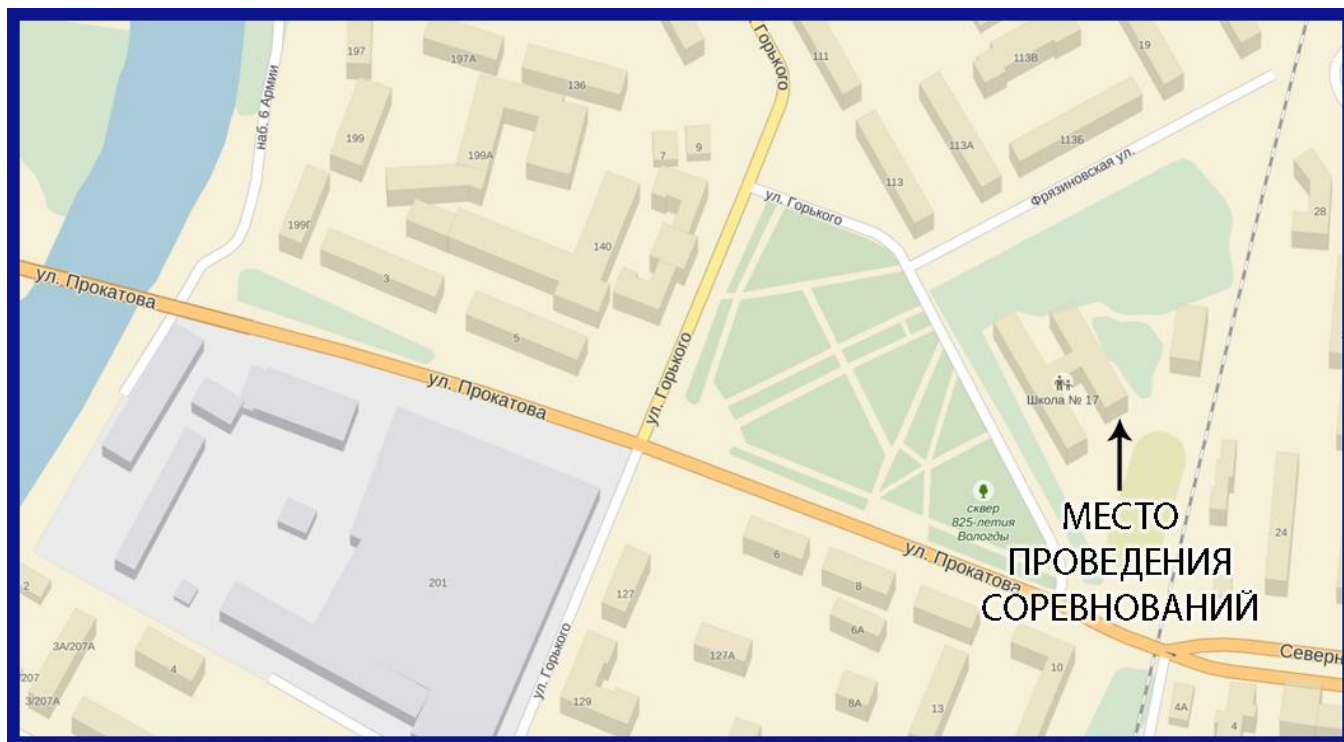 197
197А
136
ул. Горького
111
113В
19
наб. 6 Армии
199
199А
7
9
113А
113Б
113
Фрязиновская ул.
ул. Горького
28
199Г
140
3
ул. Прокатова
5
ул. Горького
ул. Прокатова
Школа № 17
сквер
825-летия
Вологды
МЕСТО
ПРОВЕДЕНИЯ
СОРЕВНОВАНИЙ
24
ул. Прокатова
6
8
201
2
127
6А
3А/207А
4
127А
10
Северн
/207
3/207А
ул. Горького
129
8А
13
4А
4